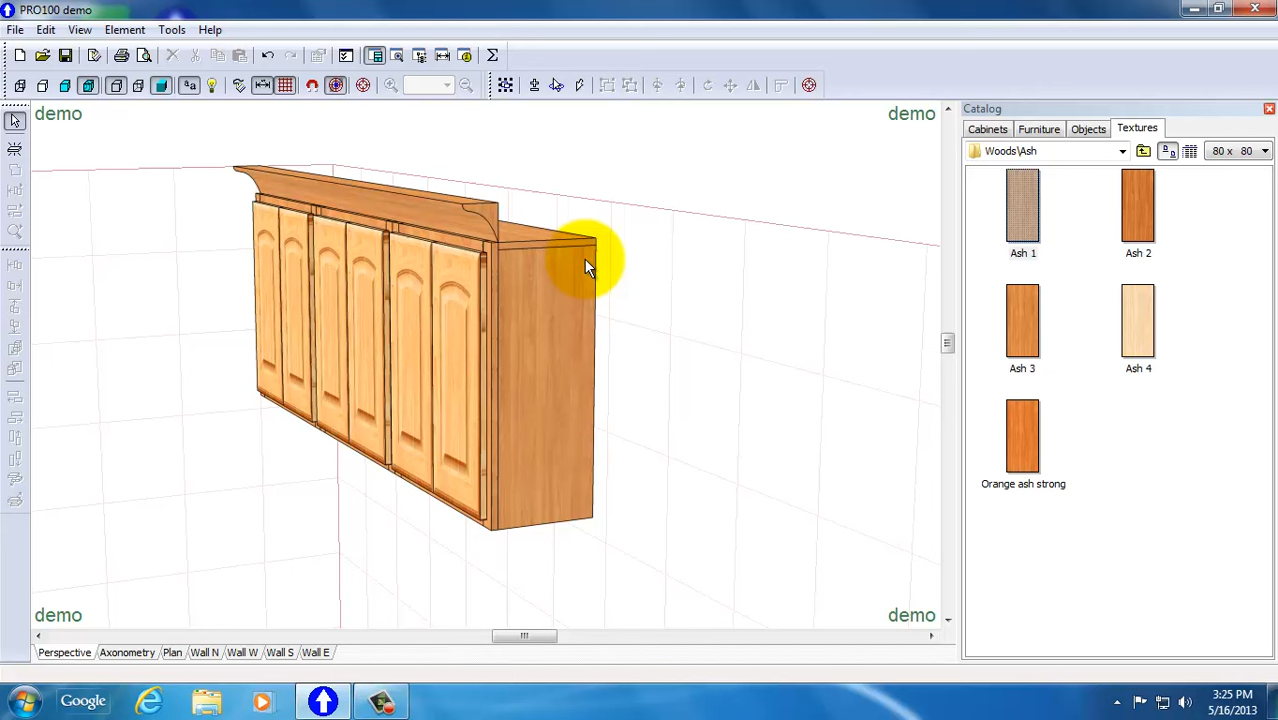 PRO100 demo
File Edit View Element Tools Help
demo demo
Catalog
Cabinets Furniture Objects Textures
Woods\Ash 80 x 80
Ash 1 Ash 2
Ash 3 Ash 4
Orange ash strong
demo demo
Perspective Axonometry Plan Wall N Wall W Wall S Wall E
Google
3:25 PM
5/16/2013